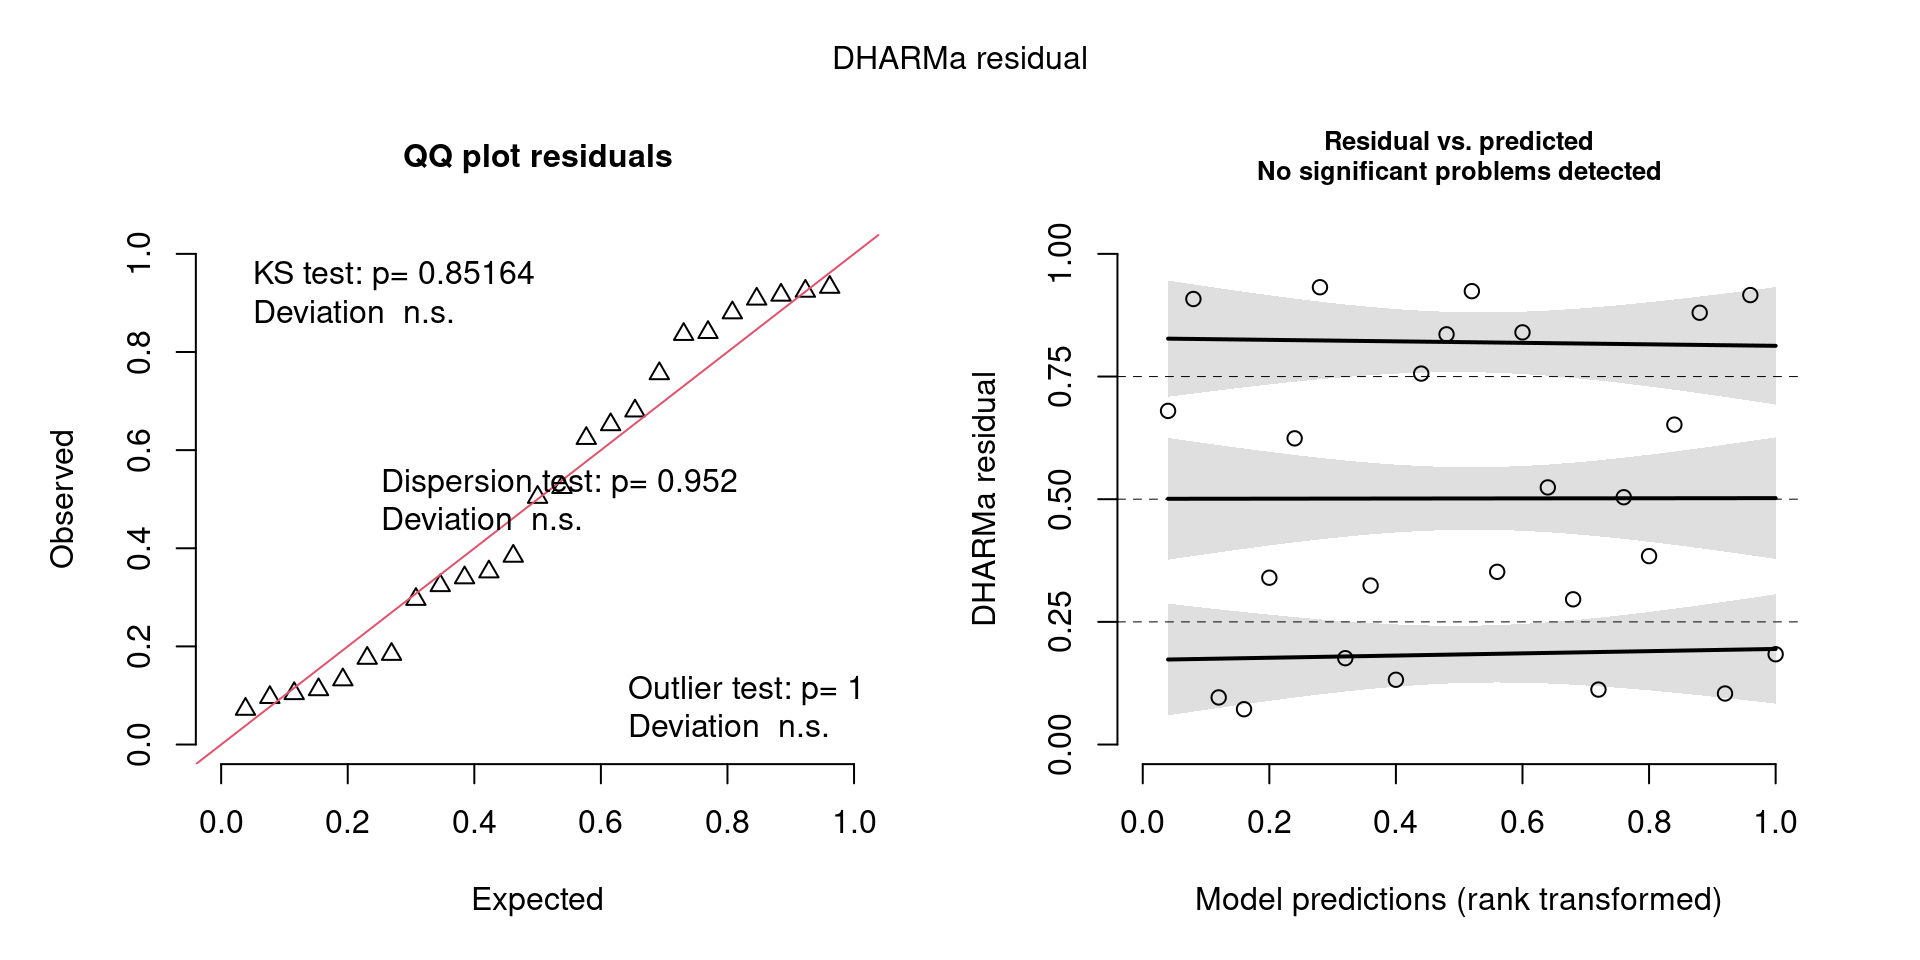 DHARMa residual
QQ plot residuals
KS test: p= 0.85164
Deviation  n.s.
Dispersion test: p= 0.952
Deviation  n.s.
Outlier test: p= 1
Deviation  n.s.
Observed
1.0
0.8
0.6
0.4
0.2
0.0
0.0 0.2 0.4 0.6 0.8 1.0
Expected
Residual vs. predicted
No significant problems detected
DHARMa residual
1.00
0.75
0.50
0.25
0.00
0.0 0.2 0.4 0.6 0.8 1.0
Model predictions (rank transformed)